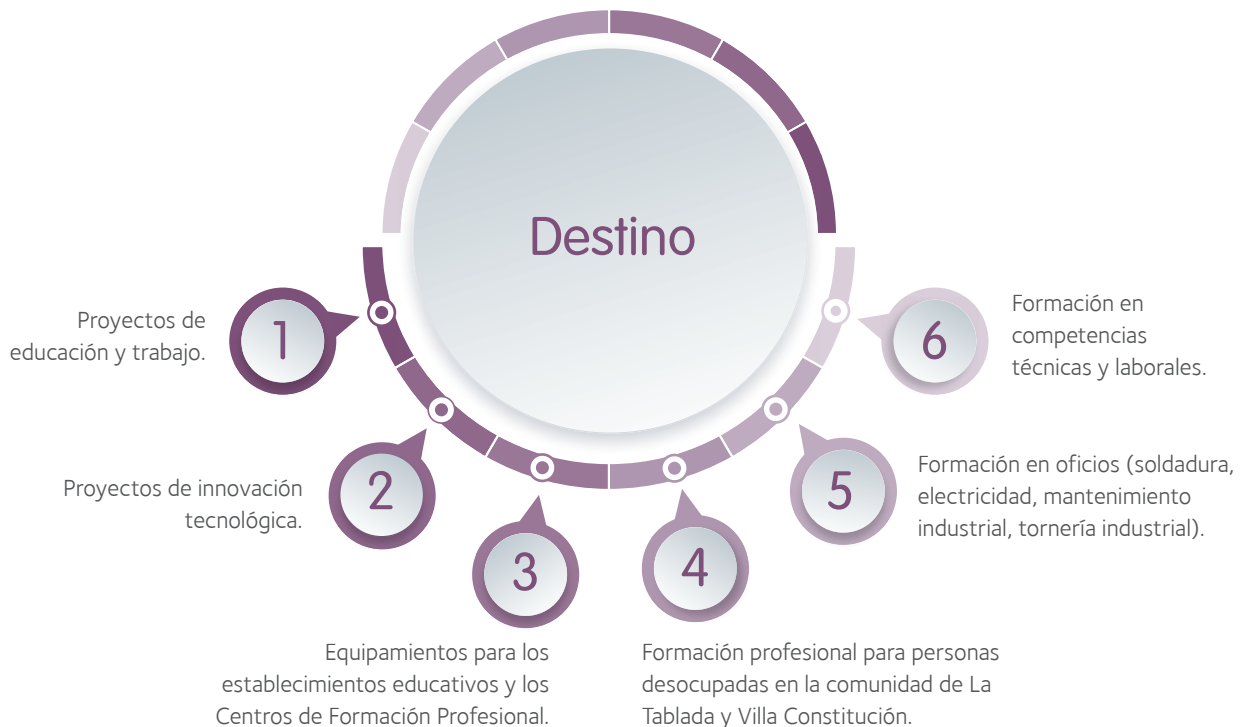 Destino
1
Proyectos de
educación y trabajo.
2
Proyectos de innovación
tecnológica.
3
Equipamientos para los
establecimientos educativos y los
Centros de Formación Profesional.
4
Formación profesional para personas
desocupadas en la comunidad de La
Tablada y Villa Constitución.
5
Formación en oficios (soldadura,
electricidad, mantenimiento
industrial, tornería industrial).
6
Formación en
competencias
técnicas y laborales.